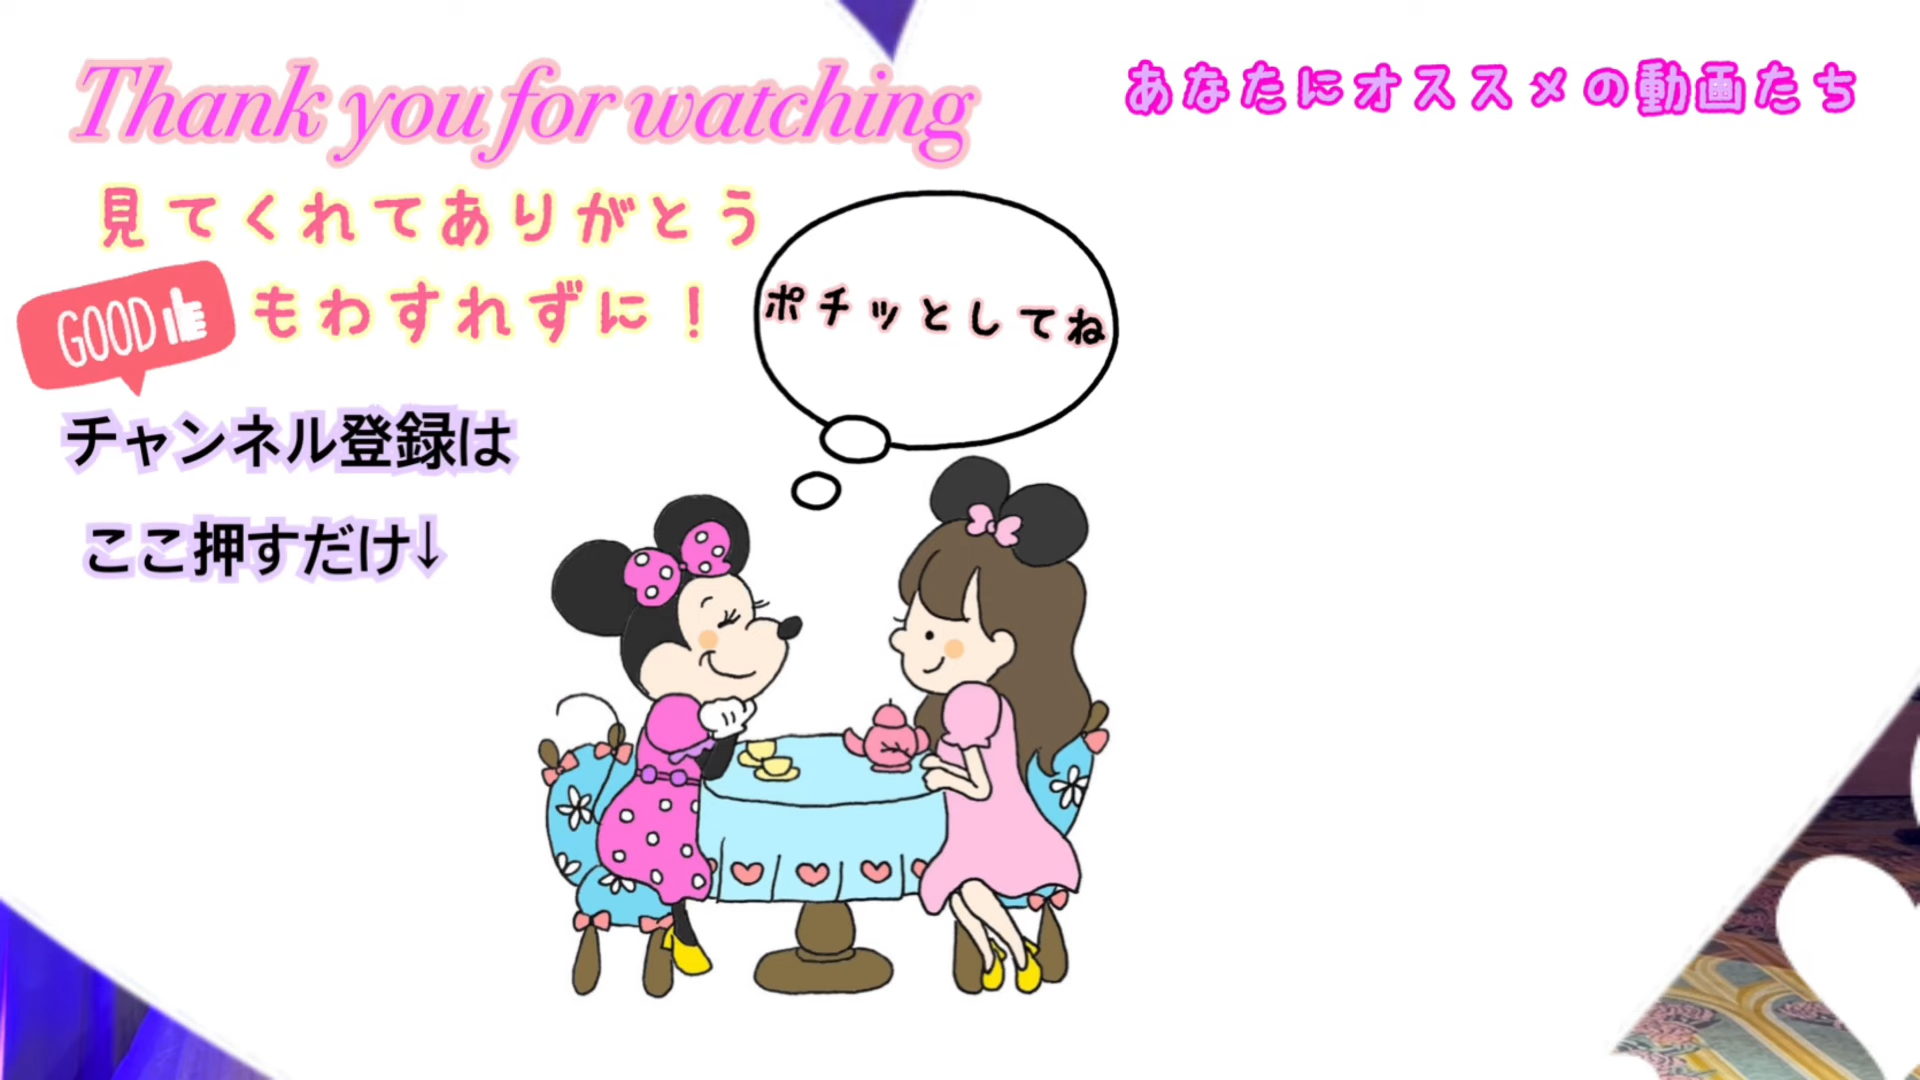 Thank you for watching
あなたにオススメの動画たち
見てくれてありがとう
GOOD もわすれずに！
ポチッとしてね
チャンネル登録は
ここ押すだけ↓